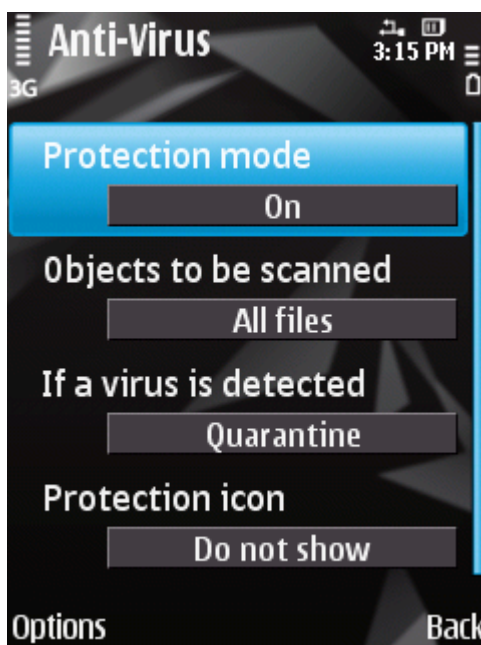 Anti-Virus
3:15 PM
3G
Protection mode
On
Objects to be scanned
All files
If a virus is detected
Quarantine
Protection icon
Do not show
Options Back